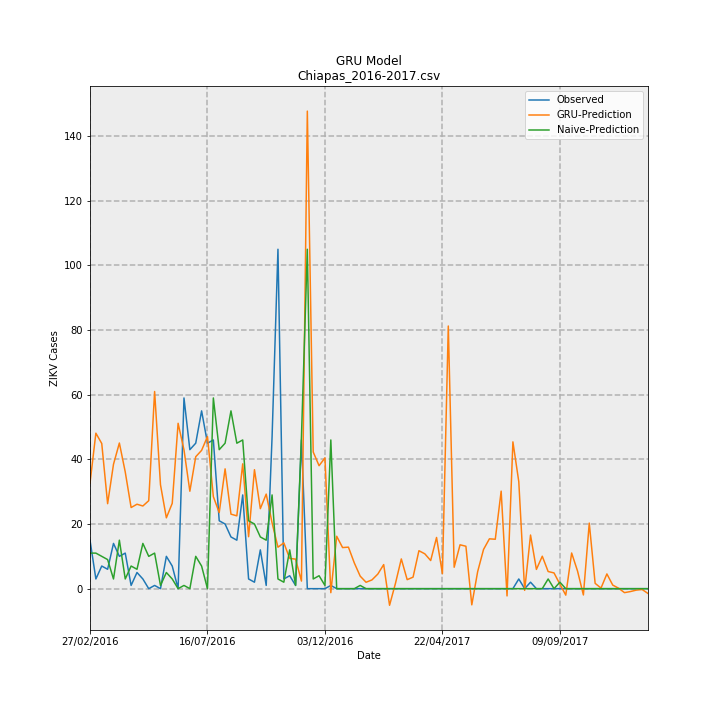 GRU Model
Chiapas_2016-2017.csv
Observed
GRU-Prediction
Naive-Prediction
ZIKV Cases
140
120
100
80
60
40
20
0
27/02/2016
16/07/2016
03/12/2016
22/04/2017
09/09/2017
Date